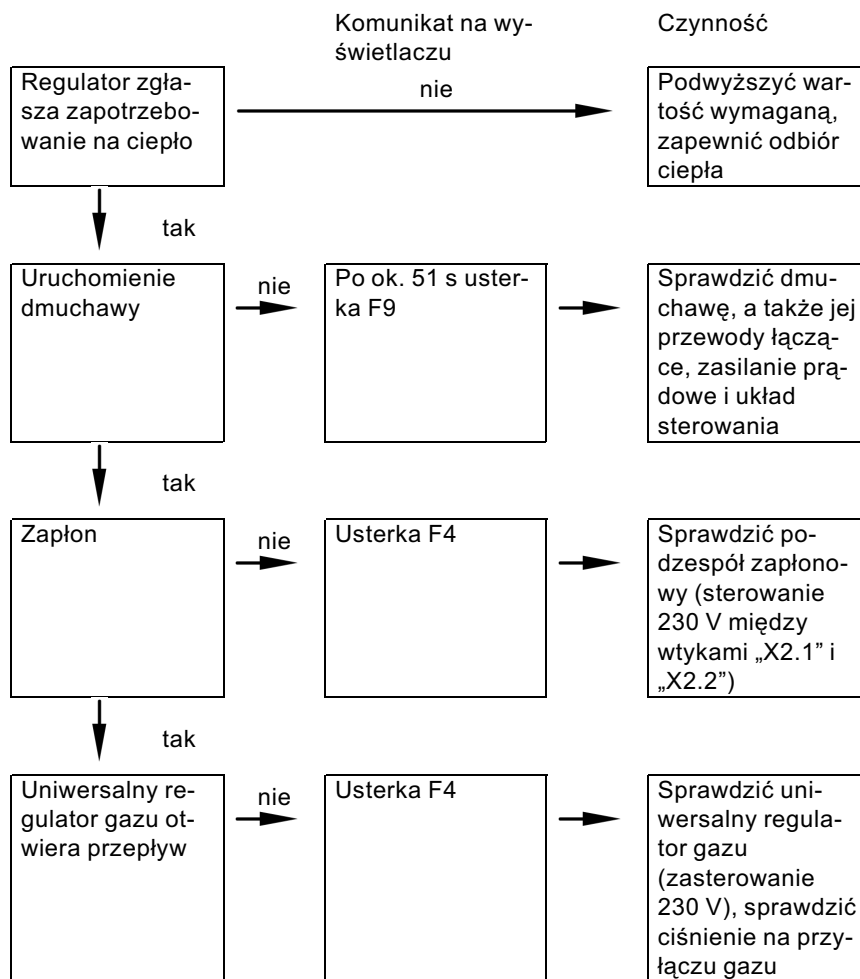 Komunikat na wy-
świetlaczu
Czynność
Regulator zgła-
sza zapotrzebo-
wanie na ciepło
nie
Podwyższyć war-
tość wymaganą,
zapewnić odbiór
ciepła
tak
Uruchomienie
dmuchawy
nie
Po ok. 51 s uster-
ka F9
Sprawdzić dmu-
chawę, a także jej
przewody łączą-
ce, zasilanie prą-
dowe i układ
sterowania
tak
Zapłon
nie
Usterka F4
Sprawdzić po-
dzespół zapłono-
wy (sterowanie
230 V między
wtykami „X2.1” i
„X2.2”)
tak
Uniwersalny re-
gulator gazu ot-
wiera przepływ
nie
Usterka F4
Sprawdzić uni-
wersalny regula-
tor gazu
(zasterowanie
230 V), sprawdzić
ciśnienie na przy-
łączu gazu